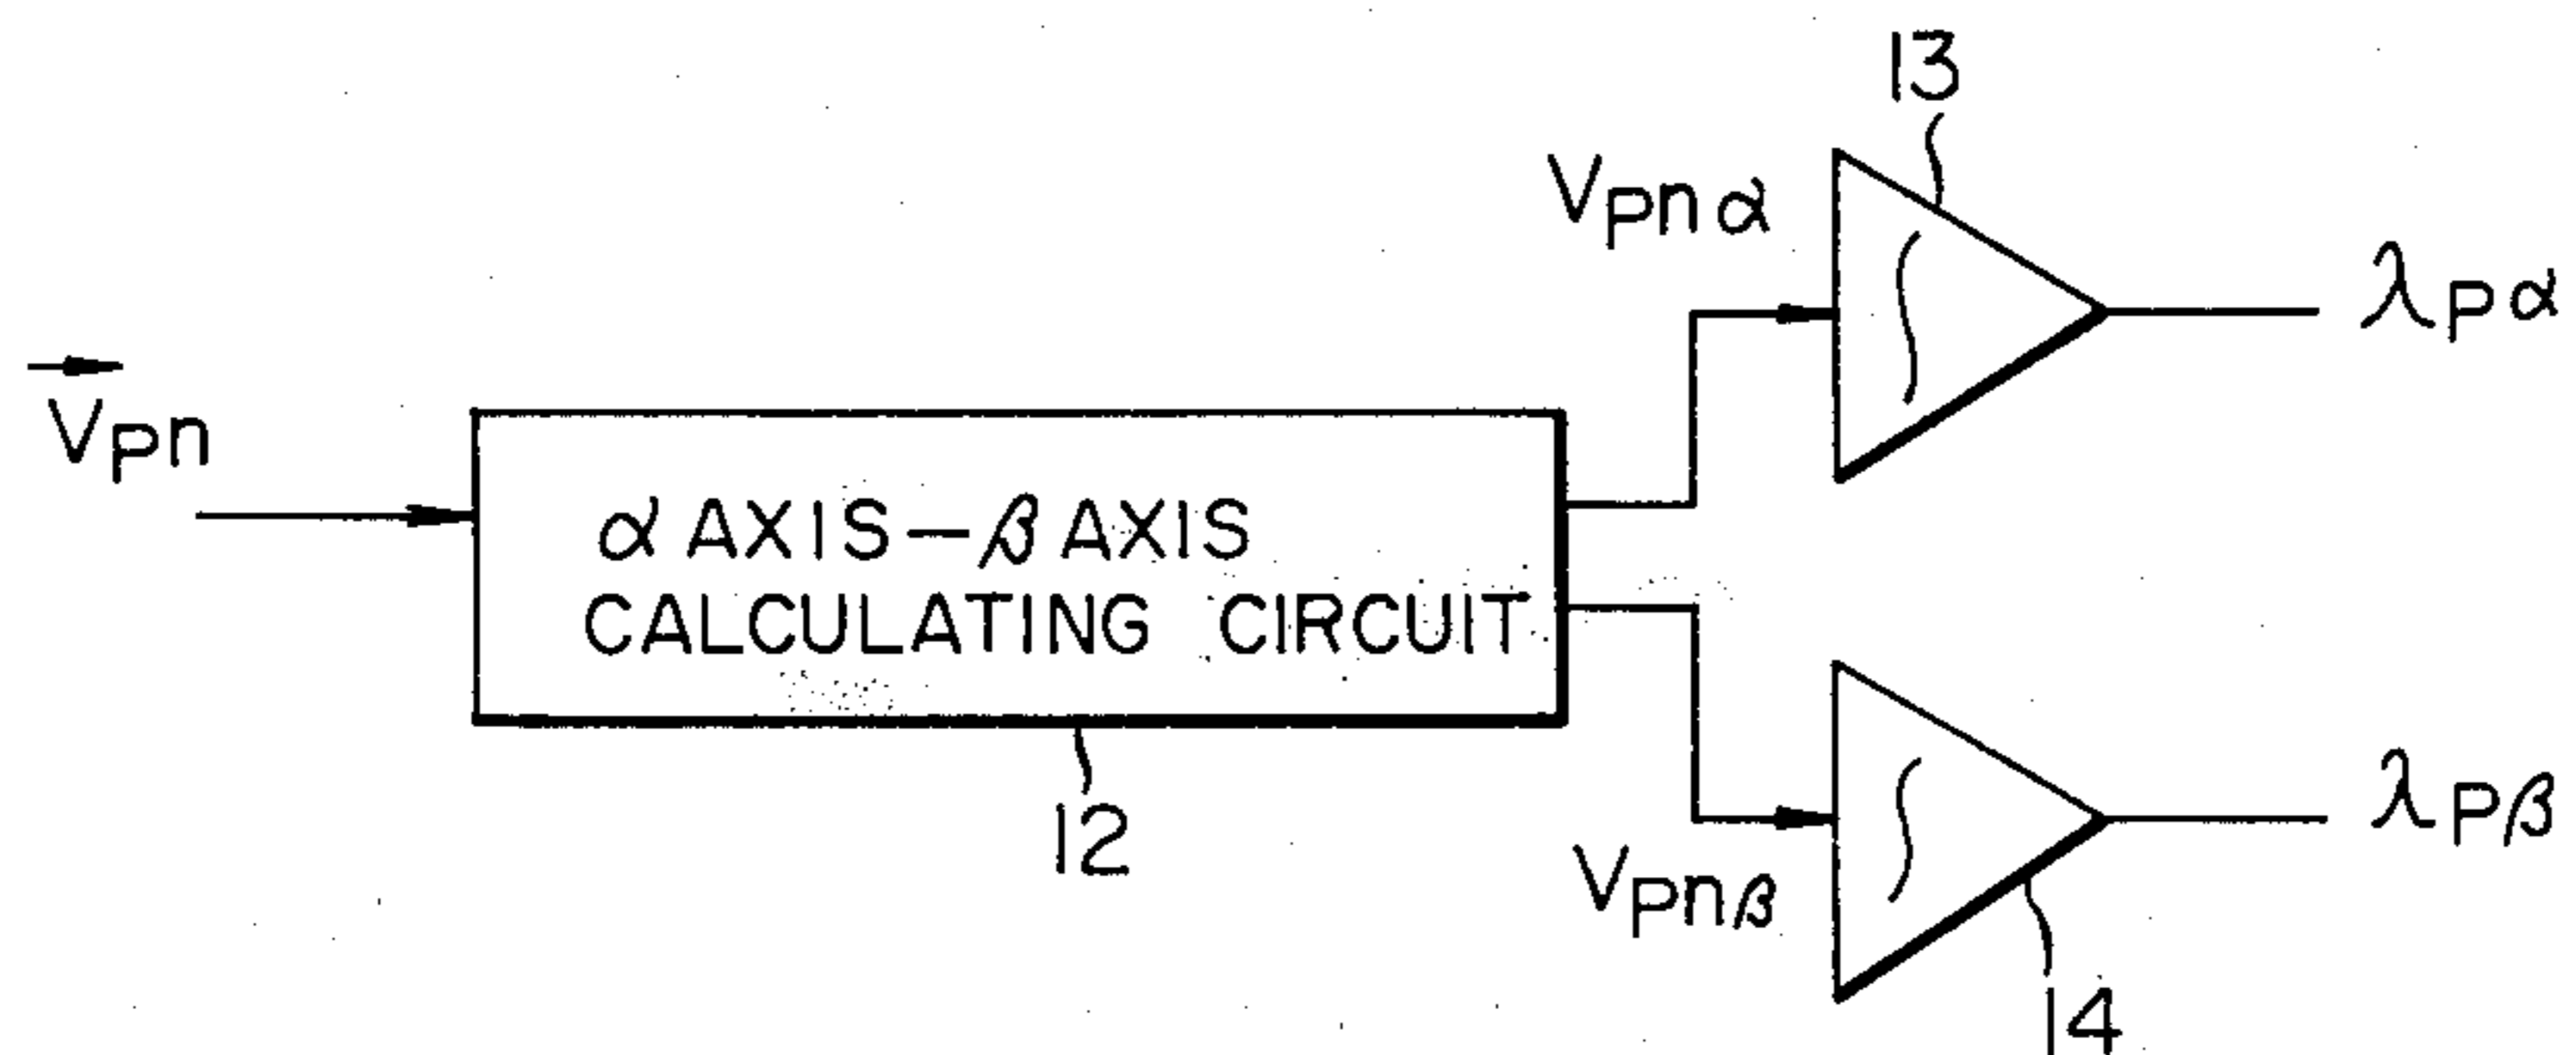 13
Vpnα
λpα
Vpn
α AXIS-β AXIS
CALCULATING CIRCUIT
12
λpβ
Vpnβ
14